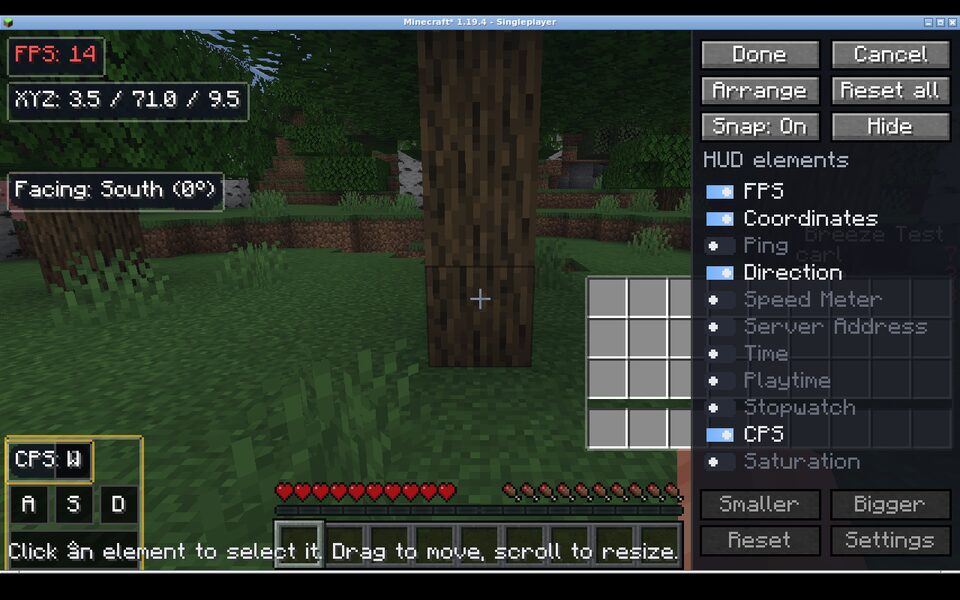 Minecraft* 1.19.4 - Singleplayer
FPS: 14
XYZ: 3.5 / 71.0 / 9.5
Facing: South (0°)
Done
Cancel
Arrange
Reset all
Snap: On
Hide
HUD elements
FPS
Coordinates
Ping
Breeze Test
Direction
Speed Meter
Server Address
Time
Playtime
Stopwatch
CPS
Saturation
Smaller
Bigger
Reset
Settings
CPS: W
A S D
Click an element to select it. Drag to move, scroll to resize.